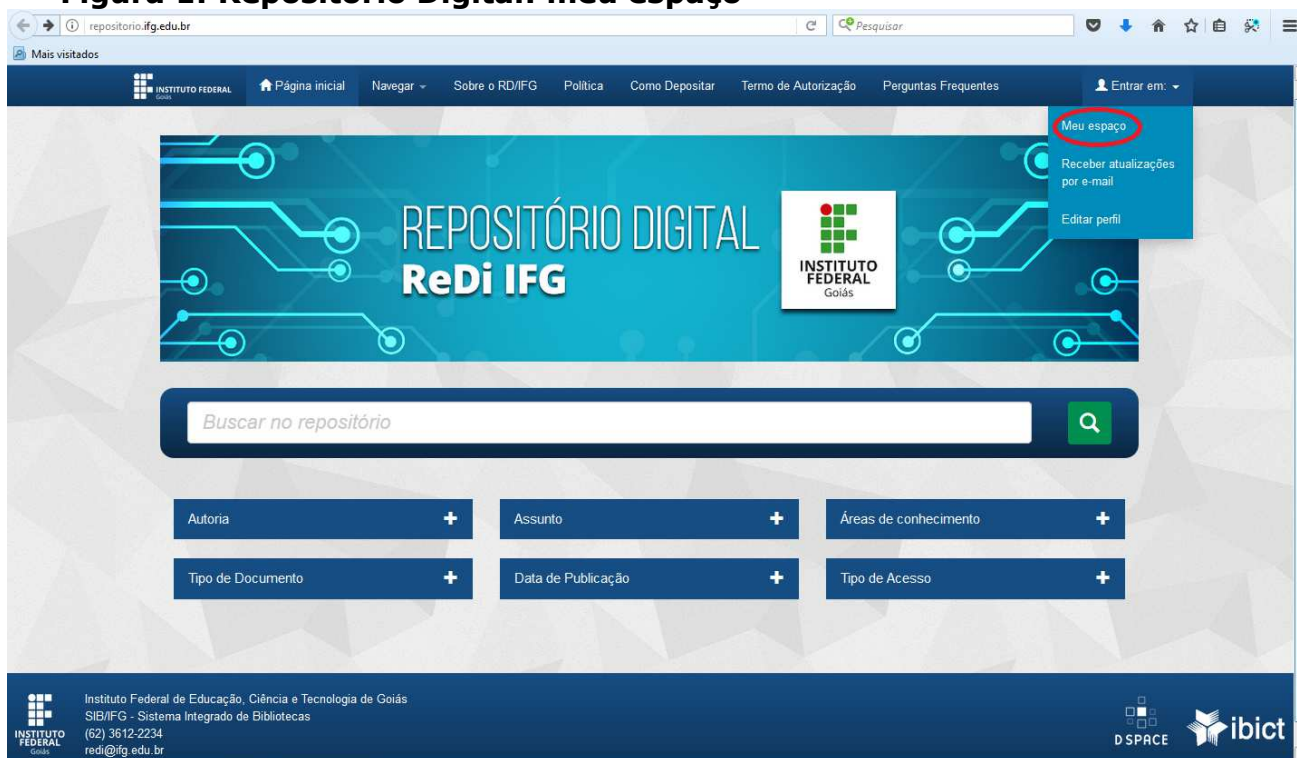 Figura 1. Repositório Digital. meu espaço
repositorio.ifg.edu.br
Pesquisar
Mais visitados
INSTITUTO FEDERAL
Goiás
Página inicial
Navegar
Sobre o RD/IFG
Política
Como Depositar
Termo de Autorização
Perguntas Frequentes
Entrar em:
Meu espaço
Receber atualizações
por e-mail
Editar perfil
REPOSITÓRIO DIGITAL
ReDi IFG
INSTITUTO
FEDERAL
Goiás
Buscar no repositório
Autoria
Assunto
Áreas de conhecimento
Tipo de Documento
Data de Publicação
Tipo de Acesso
INSTITUTO
FEDERAL
Goiás
Instituto Federal de Educação, Ciência e Tecnologia de Goiás
SIB/IFG - Sistema Integrado de Bibliotecas
(62) 3612-2234
redi@ifg.edu.br
DSPACE
ibict